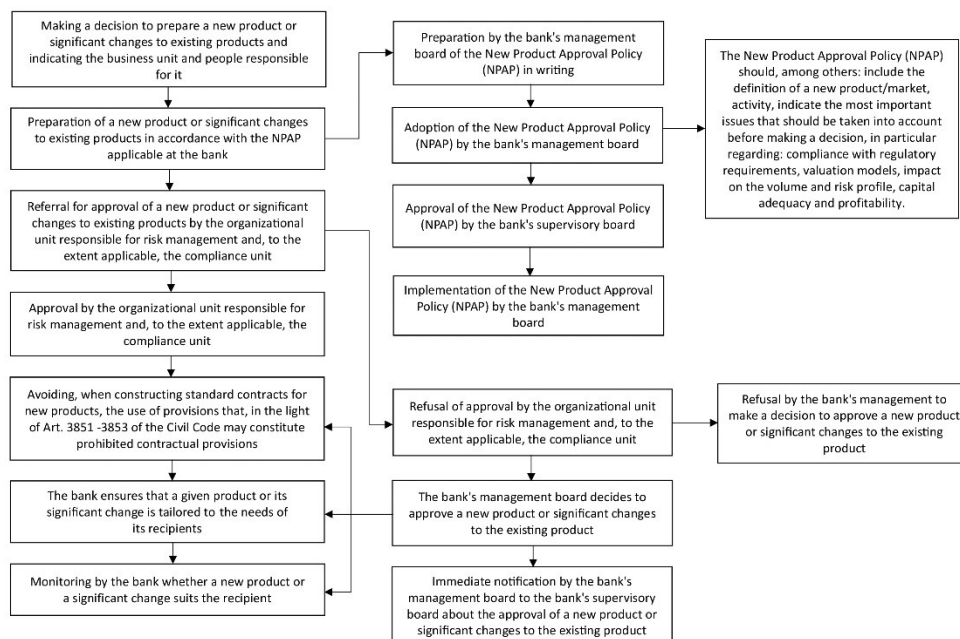 Making a decision to prepare a new product or
significant changes to existing products and
indicating the business unit and people responsible
for it
Preparation of a new product or significant changes
to existing products in accordance with the NPAP
applicable at the bank
Referral for approval of a new product or significant
changes to existing products by the organizational
unit responsible for risk management and, to the
extent applicable, the compliance unit
Approval by the organizational unit responsible for
risk management and, to the extent applicable, the
compliance unit
Avoiding, when constructing standard contracts for
new products, the use of provisions that, in the light
of Art. 3851 -3853 of the Civil Code may constitute
prohibited contractual provisions
The bank ensures that a given product or its
significant change is tailored to the needs of
its recipients
Monitoring by the bank whether a new product or
a significant change suits the recipient
Preparation by the bank's management
board of the New Product Approval Policy
(NPAP) in writing
Adoption of the New Product Approval Policy
(NPAP) by the bank's management board
Approval of the New Product Approval Policy
(NPAP) by the bank's supervisory board
Implementation of the New Product Approval
Policy (NPAP) by the bank's management
board
The New Product Approval Policy (NPAP)
should, among others: include the
definition of a new product/market,
activity, indicate the most important
issues that should be taken into account
before making a decision, in particular
regarding: compliance with regulatory
requirements, valuation models, impact
on the volume and risk profile, capital
adequacy and profitability.
Refusal of approval by the organizational unit
responsible for risk management and, to the
extent applicable, the compliance unit
Refusal by the bank's management to
make a decision to approve a new product
or significant changes to the existing
product
The bank's management board decides to
approve a new product or significant changes
to the existing product
Immediate notification by the bank's
management board to the bank's supervisory
board about the approval of a new product or
significant changes to the existing product